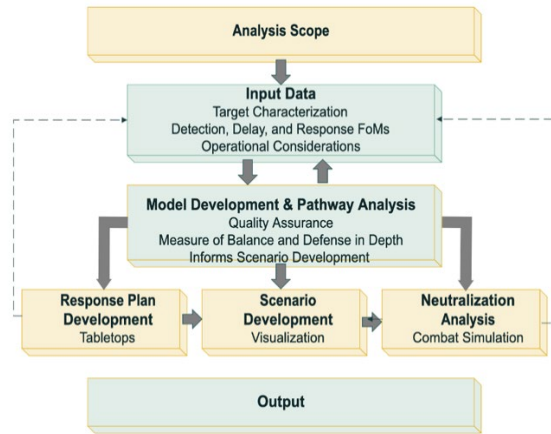 Analysis Scope
Input Data
Target Characterization
Detection, Delay, and Response FoMs
Operational Considerations
Model Development & Pathway Analysis
Quality Assurance
Measure of Balance and Defense in Depth
Informs Scenario Development
Response Plan
Development
Tabletops
Scenario
Development
Visualization
Neutralization
Analysis
Combat Simulation
Output